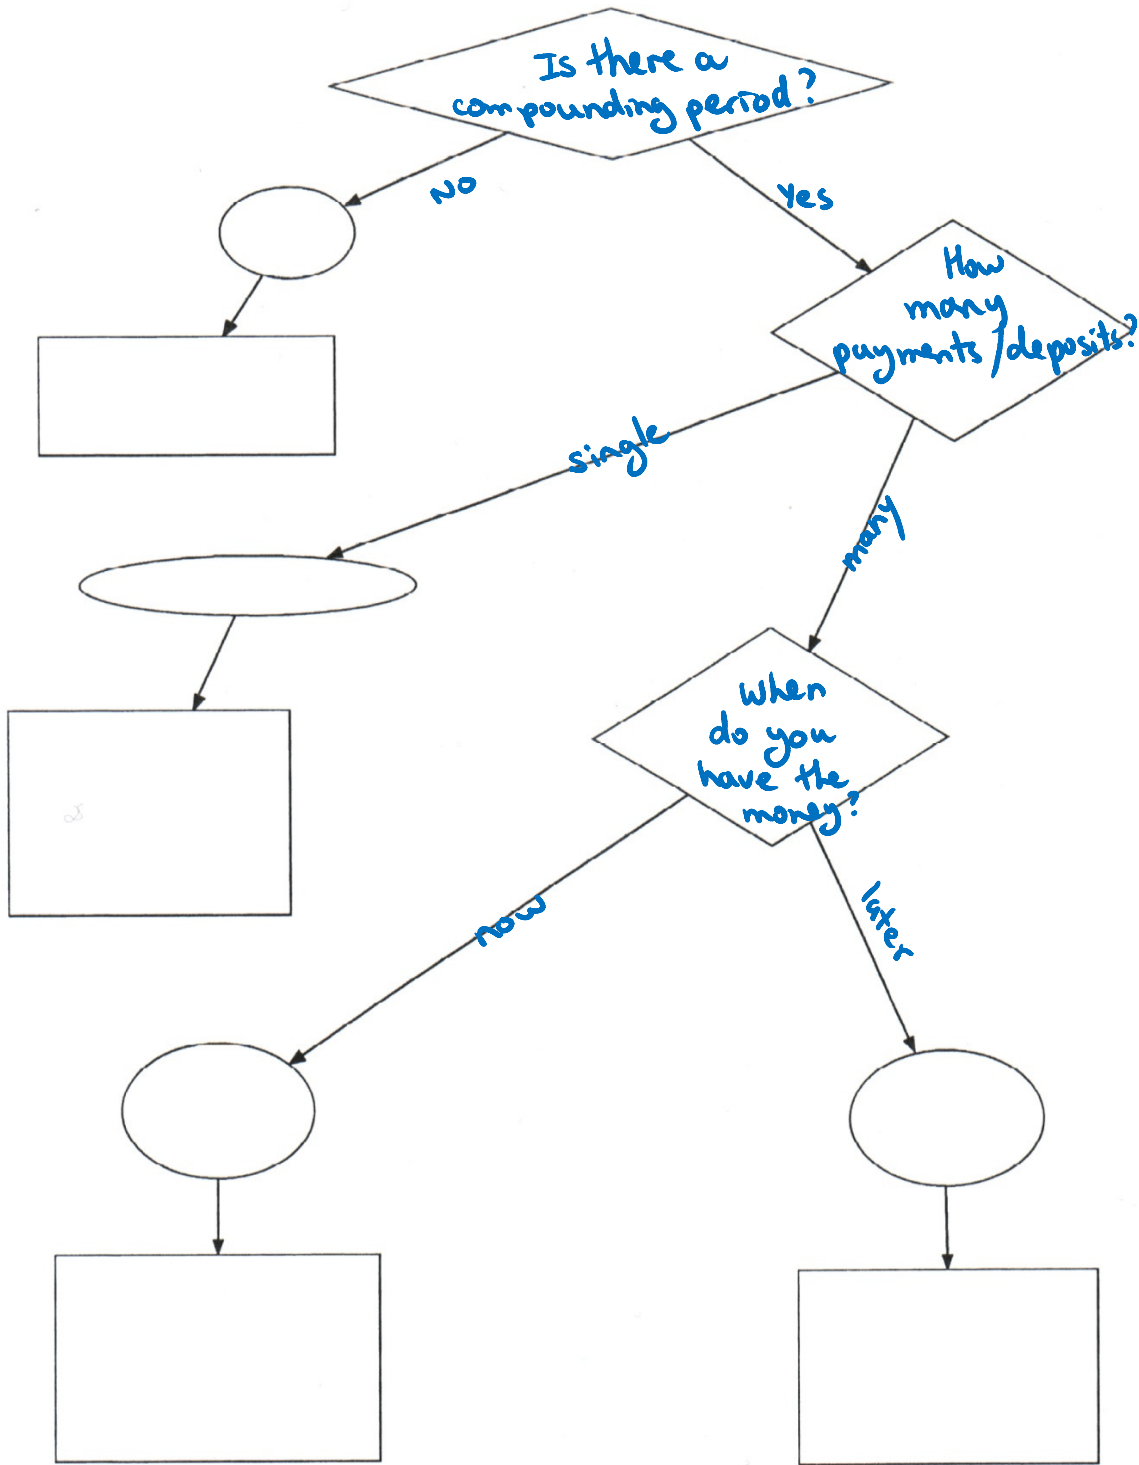 Is there a
compounding period?
NO
Yes
How
many
payments/deposits?
single
many
When
do you
have the
money?
now
later